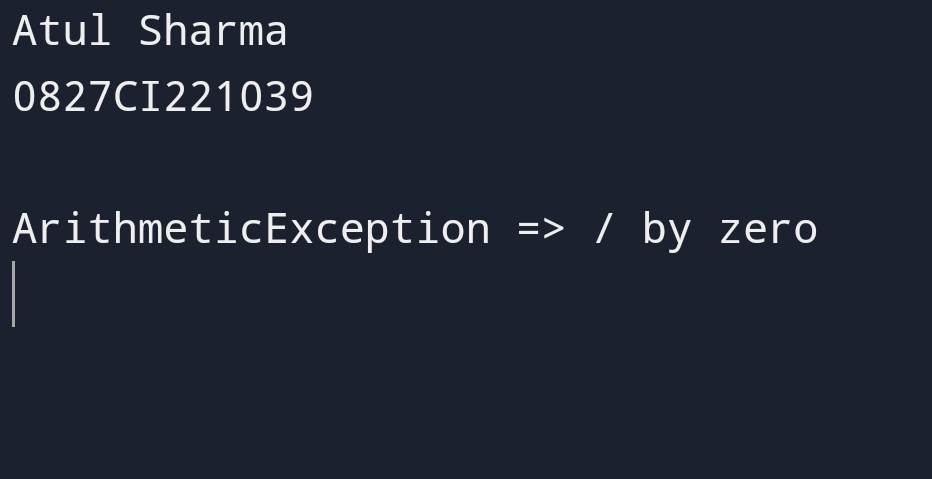 Atul Sharma
0827CI221039
ArithmeticException => / by zero